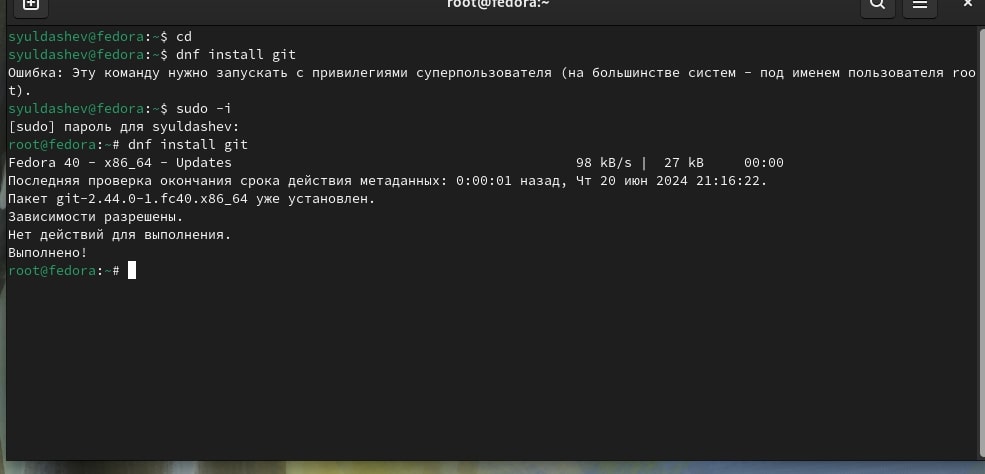 root@fedora:~
syuldashev@fedora:~$ cd
syuldashev@fedora:~$ dnf install git
Ошибка: Эту команду нужно запускать с привилегиями суперпользователя (на большинстве систем - под именем пользователя roo
t).
syuldashev@fedora:~$ sudo -i
[sudo] пароль для syuldashev:
root@fedora:~# dnf install git
Fedora 40 - x86_64 - Updates 98 kB/s | 27 kB 00:00
Последняя проверка окончания срока действия метаданных: 0:00:01 назад, Чт 20 июн 2024 21:16:22.
Пакет git-2.44.0-1.fc40.x86_64 уже установлен.
Зависимости разрешены.
Нет действий для выполнения.
Выполнено!
root@fedora:~#